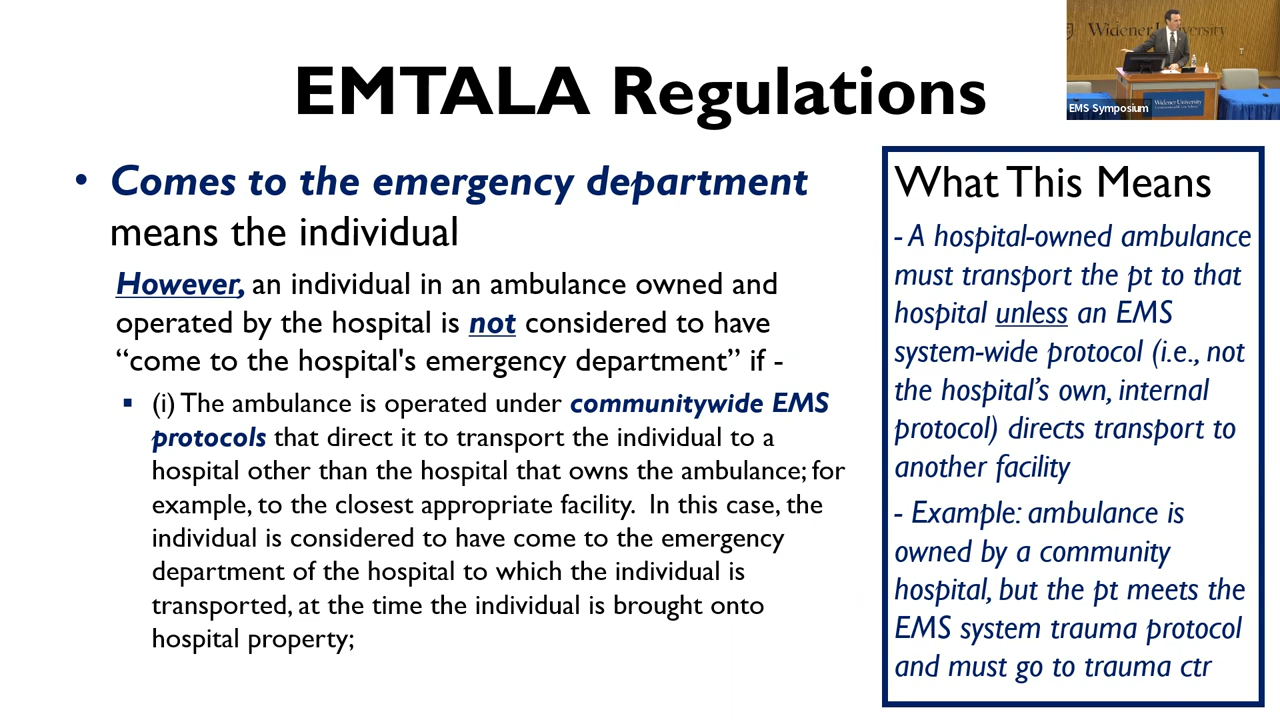 EMTALA Regulations
Widener University
EMS Symposium
Widener University
• Comes to the emergency department
means the individual
However, an individual in an ambulance owned and
operated by the hospital is not considered to have
“come to the hospital's emergency department” if -
▪ (i) The ambulance is operated under communitywide EMS
protocols that direct it to transport the individual to a
hospital other than the hospital that owns the ambulance; for
example, to the closest appropriate facility. In this case, the
individual is considered to have come to the emergency
department of the hospital to which the individual is
transported, at the time the individual is brought onto
hospital property;
What This Means
- A hospital-owned ambulance
must transport the pt to that
hospital unless an EMS
system-wide protocol (i.e., not
the hospital’s own, internal
protocol) directs transport to
another facility
- Example: ambulance is
owned by a community
hospital, but the pt meets the
EMS system trauma protocol
and must go to trauma ctr